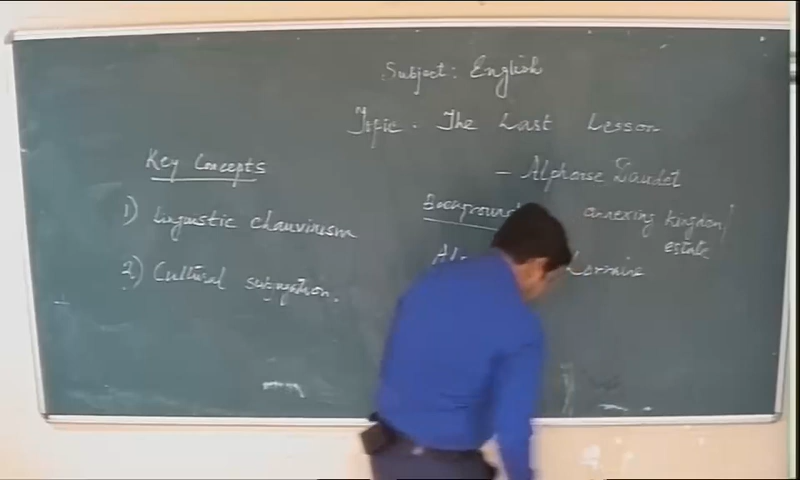 Subject: English
Topic - The Last Lesson
- Alphonse Daudet
Key Concepts
1) Linguistic chauvinism
2) Cultural subjugation.
Background
annexing kingdom/
estate
Lorraine